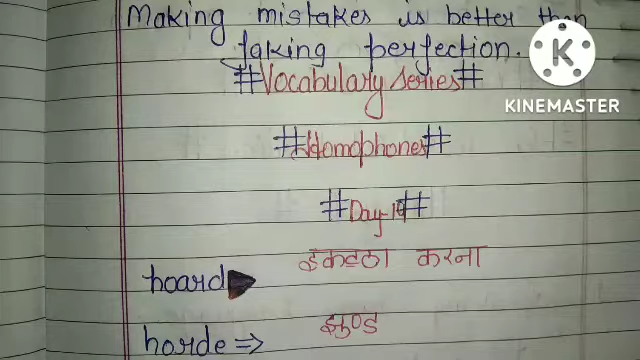 Making mistakes is better than
faking perfection.
#Vocabulary series#
KINEMASTER
#Homophones#
#Day-14#
hoard इकट्ठा करना
horde => झुण्ड